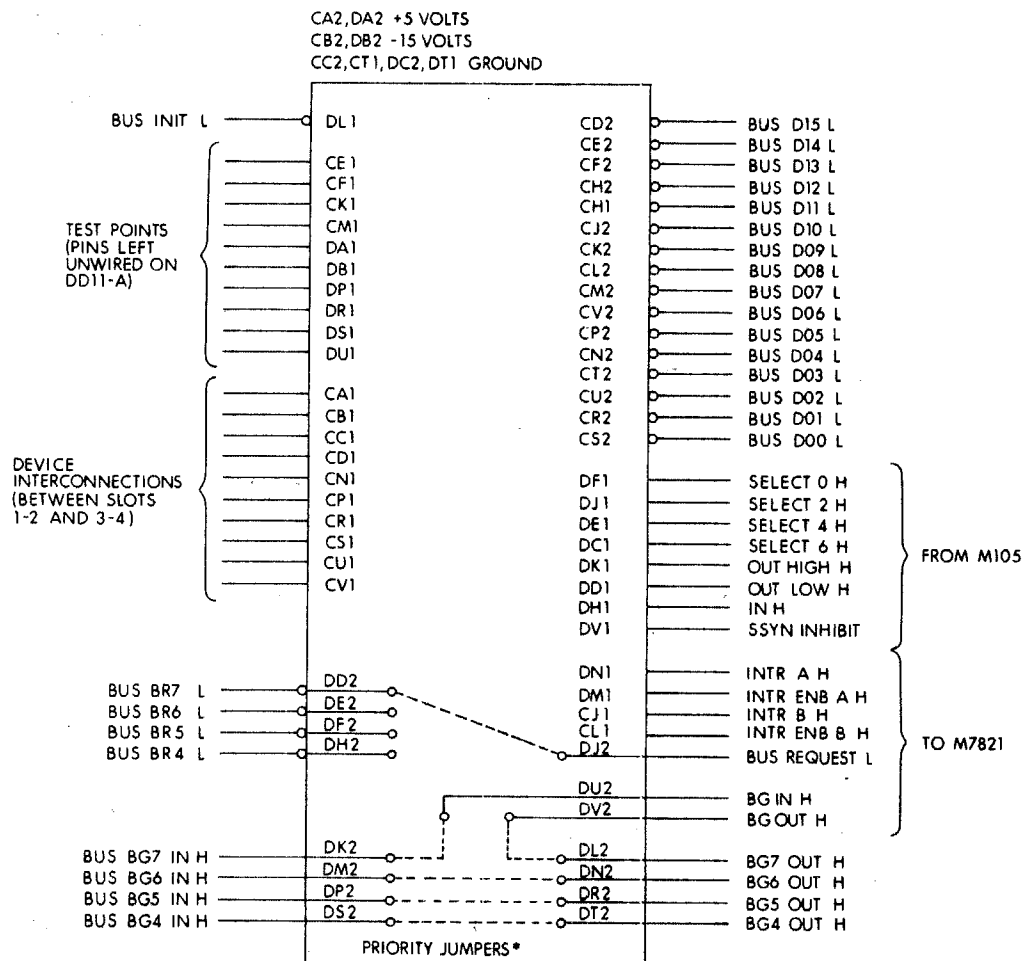 CA2,DA2 +5 VOLTS
CB2,DB2 -15 VOLTS
CC2,CT1,DC2,DT1 GROUND
BUS INIT L
DL1
TEST POINTS
(PINS LEFT
UNWIRED ON
DD11-A)
CE1
CF1
CK1
CM1
DA1
DB1
DP1
DR1
DS1
DU1
DEVICE
INTERCONNECTIONS
(BETWEEN SLOTS
1-2 AND 3-4)
CA1
CB1
CC1
CD1
CN1
CP1
CR1
CS1
CU1
CV1
CD2 BUS D15 L
CE2 BUS D14 L
CF2 BUS D13 L
CH2 BUS D12 L
CH1 BUS D11 L
CJ2 BUS D10 L
CK2 BUS D09 L
CL2 BUS D08 L
CM2 BUS D07 L
CV2 BUS D06 L
CP2 BUS D05 L
CN2 BUS D04 L
CT2 BUS D03 L
CU2 BUS D02 L
CR2 BUS D01 L
CS2 BUS D00 L
DF1 SELECT 0 H
DJ1 SELECT 2 H
DE1 SELECT 4 H
DC1 SELECT 6 H
DK1 OUT HIGH H
DD1 OUT LOW H
DH1 IN H
DV1 SSYN INHIBIT
FROM M105
DN1 INTR A H
DM1 INTR ENB A H
CJ1 INTR B H
CL1 INTR ENB B H
DJ2 BUS REQUEST L
DU2 BG IN H
DV2 BG OUT H
TO M7821
BUS BR7 L DD2
BUS BR6 L DE2
BUS BR5 L DF2
BUS BR4 L DH2
BUS BG7 IN H DK2 DL2 BG7 OUT H
BUS BG6 IN H DM2 DN2 BG6 OUT H
BUS BG5 IN H DP2 DR2 BG5 OUT H
BUS BG4 IN H DS2 DT2 BG4 OUT H
PRIORITY JUMPERS*